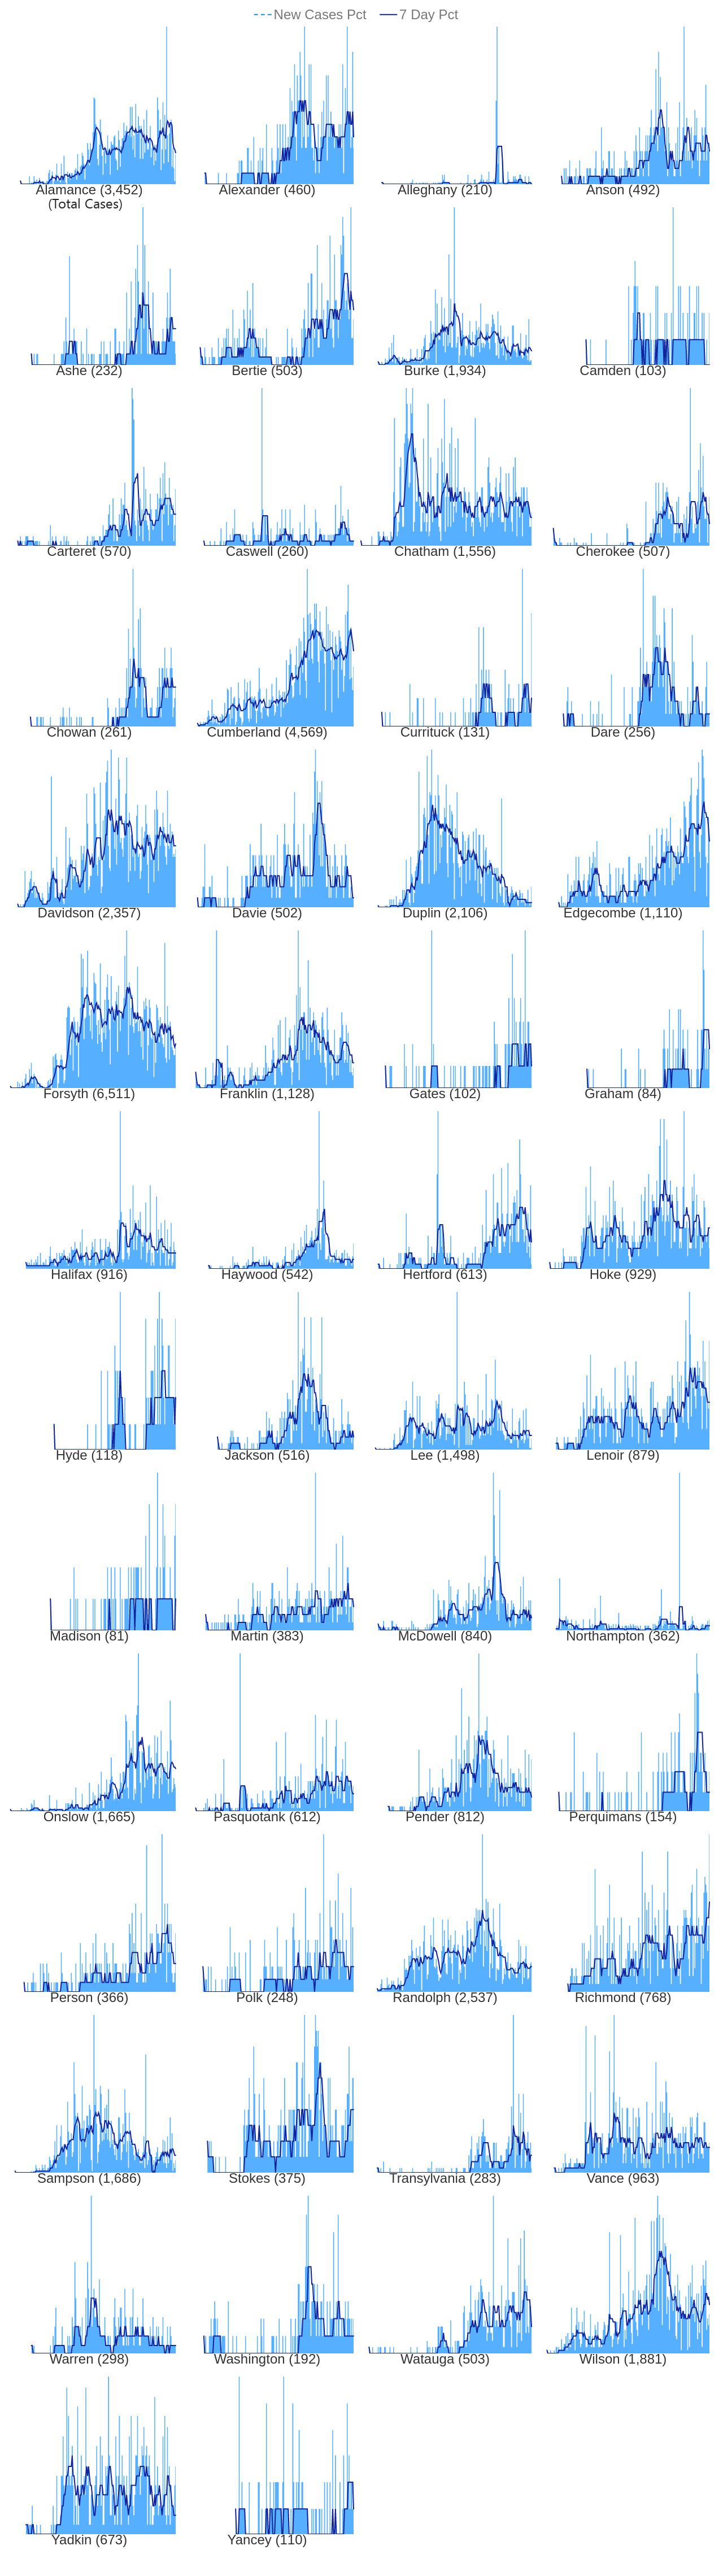 New Cases Pct 7 Day Pct
Alamance (3,452) Alexander (460) Alleghany (210) Anson (492)
(Total Cases)
Ashe (232) Bertie (503) Burke (1,934) Camden (103)
Carteret (570) Caswell (260) Chatham (1,556) Cherokee (507)
Chowan (261) Cumberland (4,569) Currituck (131) Dare (256)
Davidson (2,357) Davie (502) Duplin (2,106) Edgecombe (1,110)
Forsyth (6,511) Franklin (1,128) Gates (102) Graham (84)
Halifax (916) Haywood (542) Hertford (613) Hoke (929)
Hyde (118) Jackson (516) Lee (1,498) Lenoir (879)
Madison (81) Martin (383) McDowell (840) Northampton (362)
Onslow (1,665) Pasquotank (612) Pender (812) Perquimans (154)
Person (366) Polk (248) Randolph (2,537) Richmond (768)
Sampson (1,686) Stokes (375) Transylvania (283) Vance (963)
Warren (298) Washington (192) Watauga (503) Wilson (1,881)
Yadkin (673) Yancey (110)